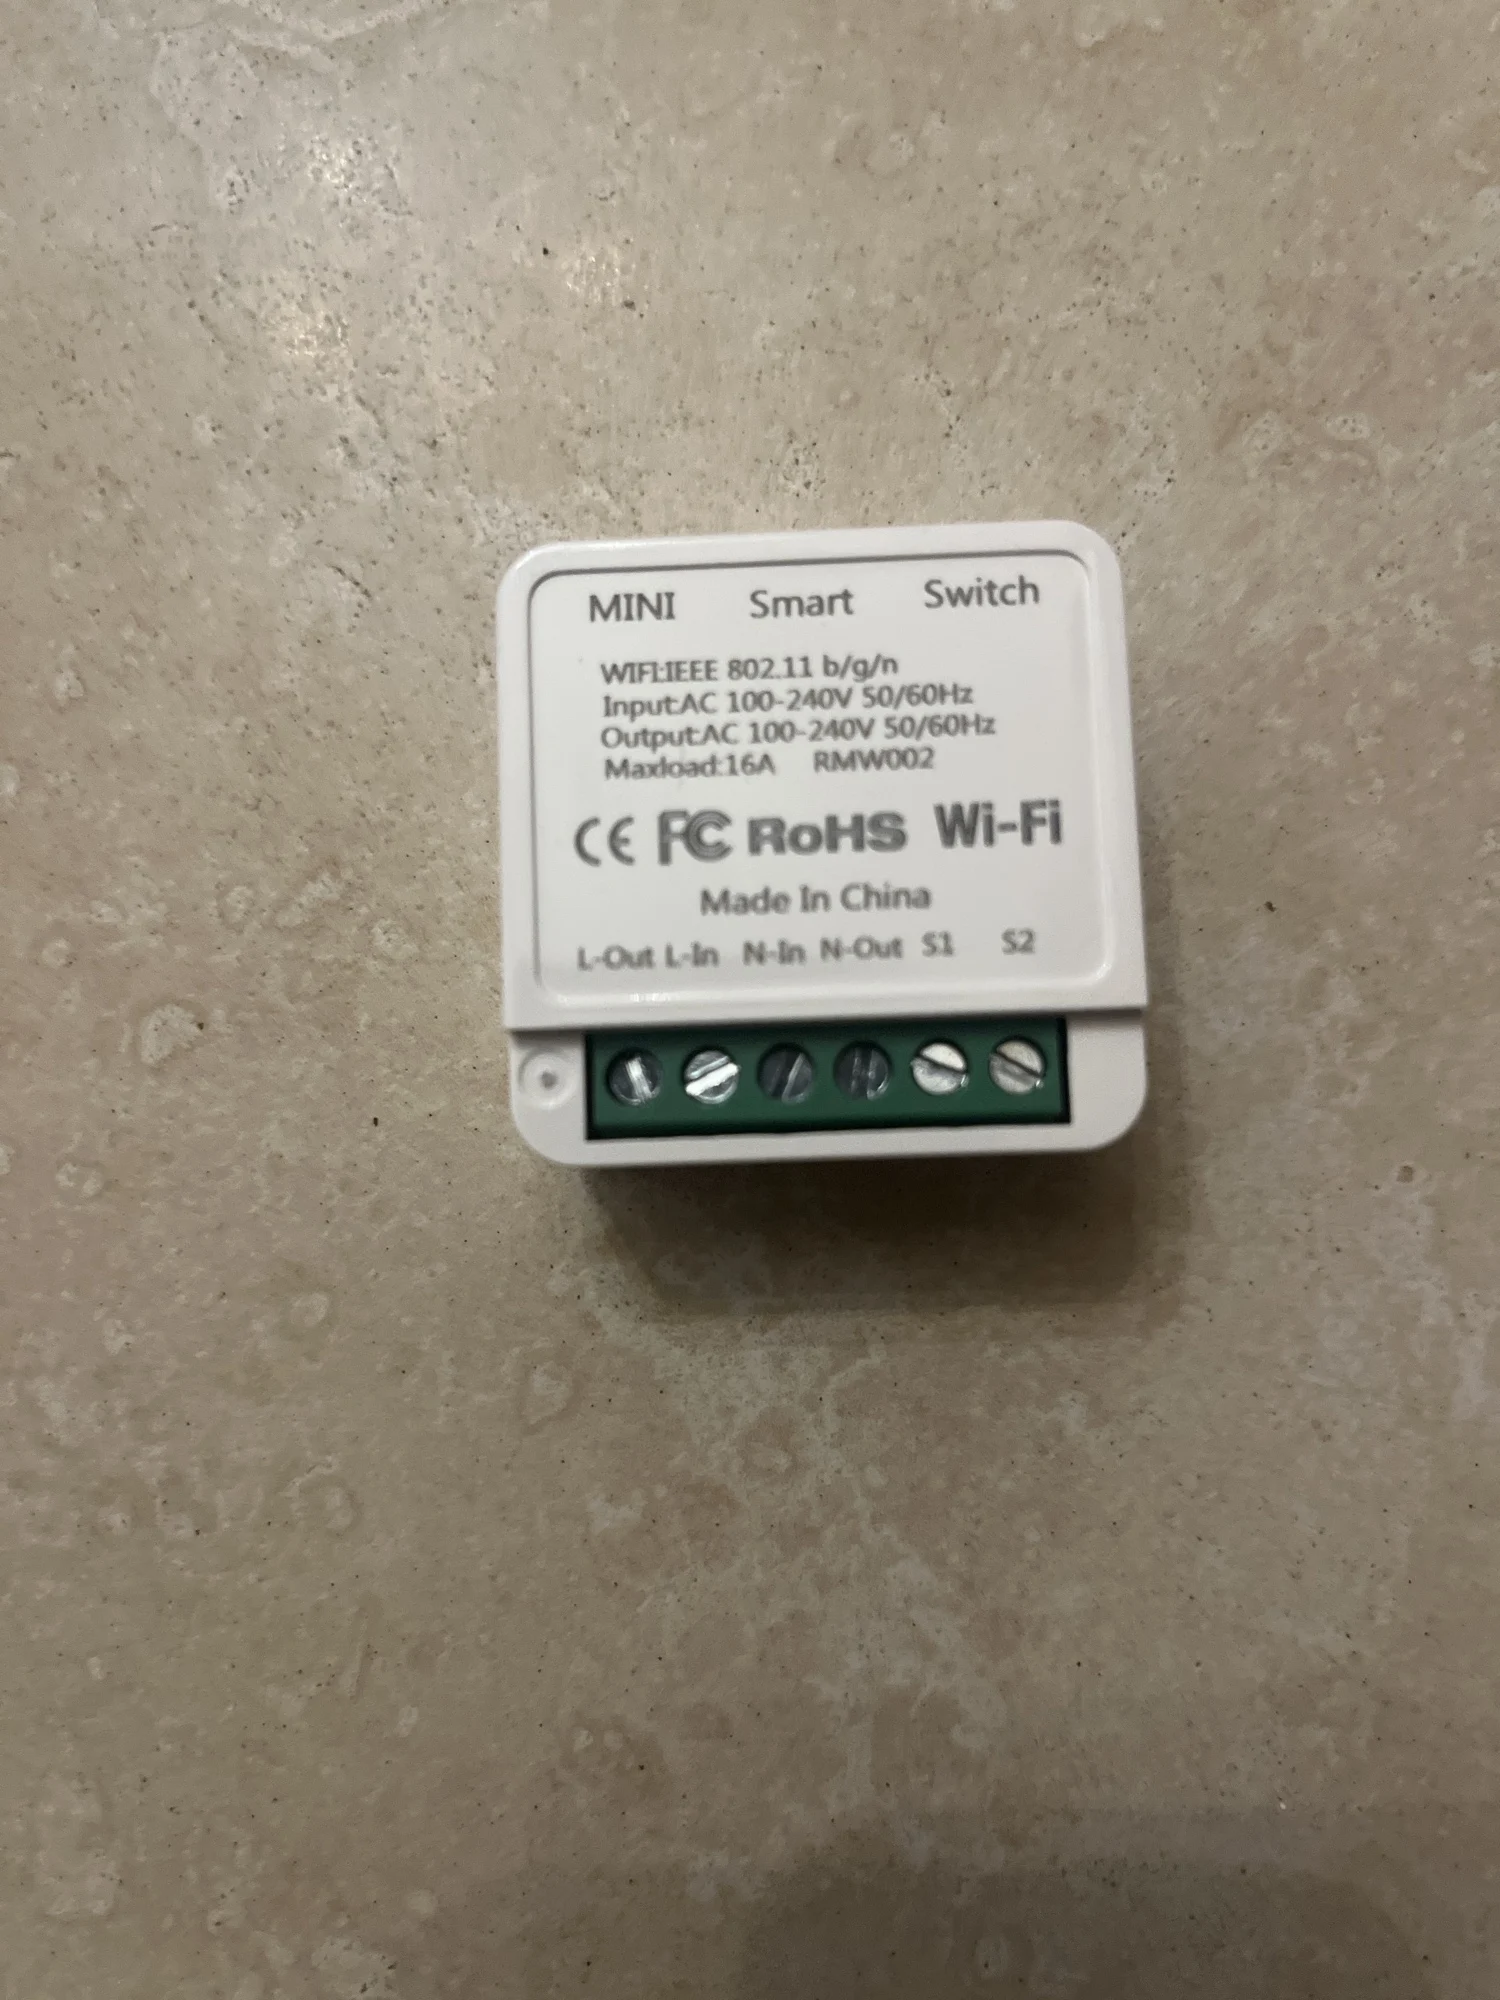 MINI Smart Switch
WIFI:IEEE 802.11 b/g/n
Input:AC 100-240V 50/60Hz
Output:AC 100-240V 50/60Hz
Maxload:16A RMW002
CE FC RoHS Wi-Fi
Made In China
L-Out L-In N-In N-Out S1 S2